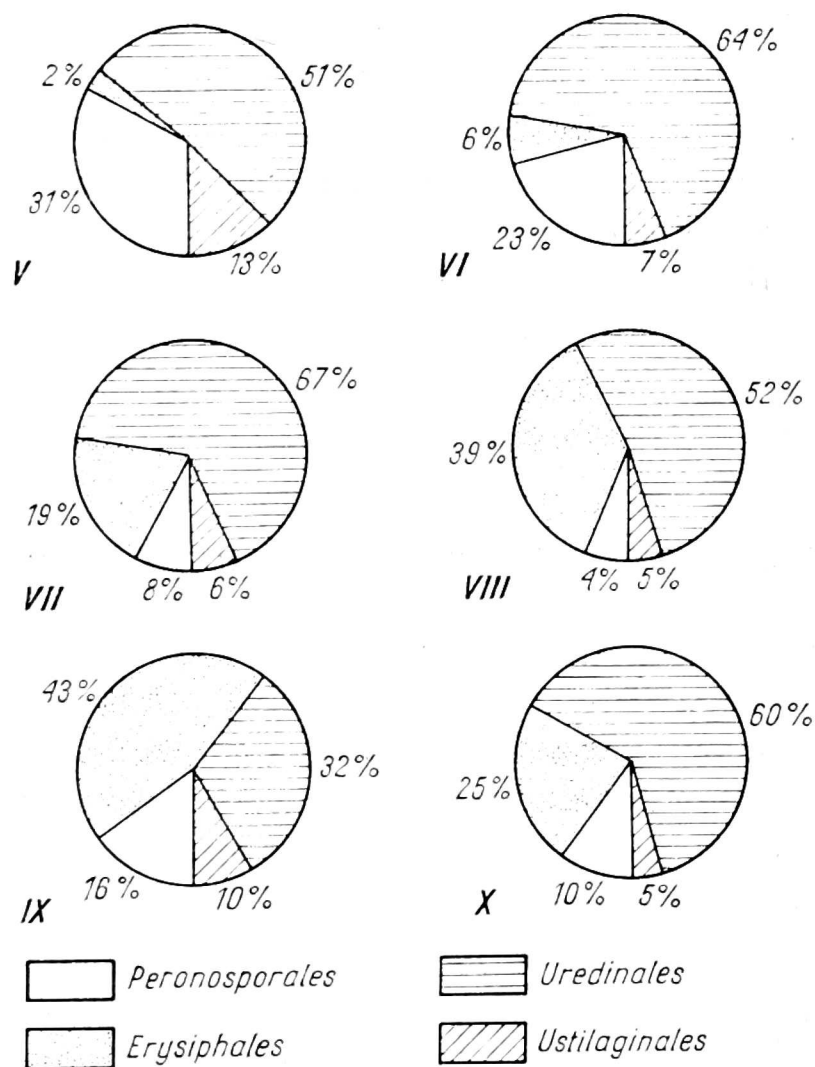 2% 51%
31%
13%
V
64%
6%
23%
7%
VI
67%
19%
8% 6%
VII
52%
39%
4% 5%
VIII
43%
32%
16%
10%
IX
60%
25%
10% 5%
X
Peronosporales
Uredinales
Erysiphales
Ustilaginales